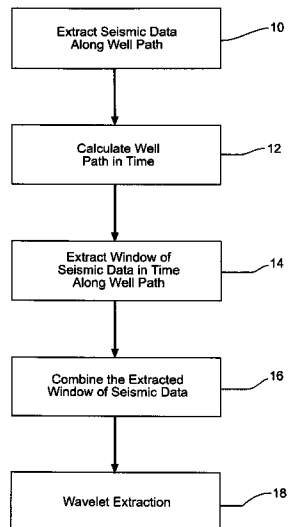 Extract Seismic Data
Along Well Path
10
Calculate Well
Path in Time
12
Extract Window of
Seismic Data in Time
Along Well Path
14
Combine the Extracted
Window of Seismic Data
16
Wavelet Extraction
18